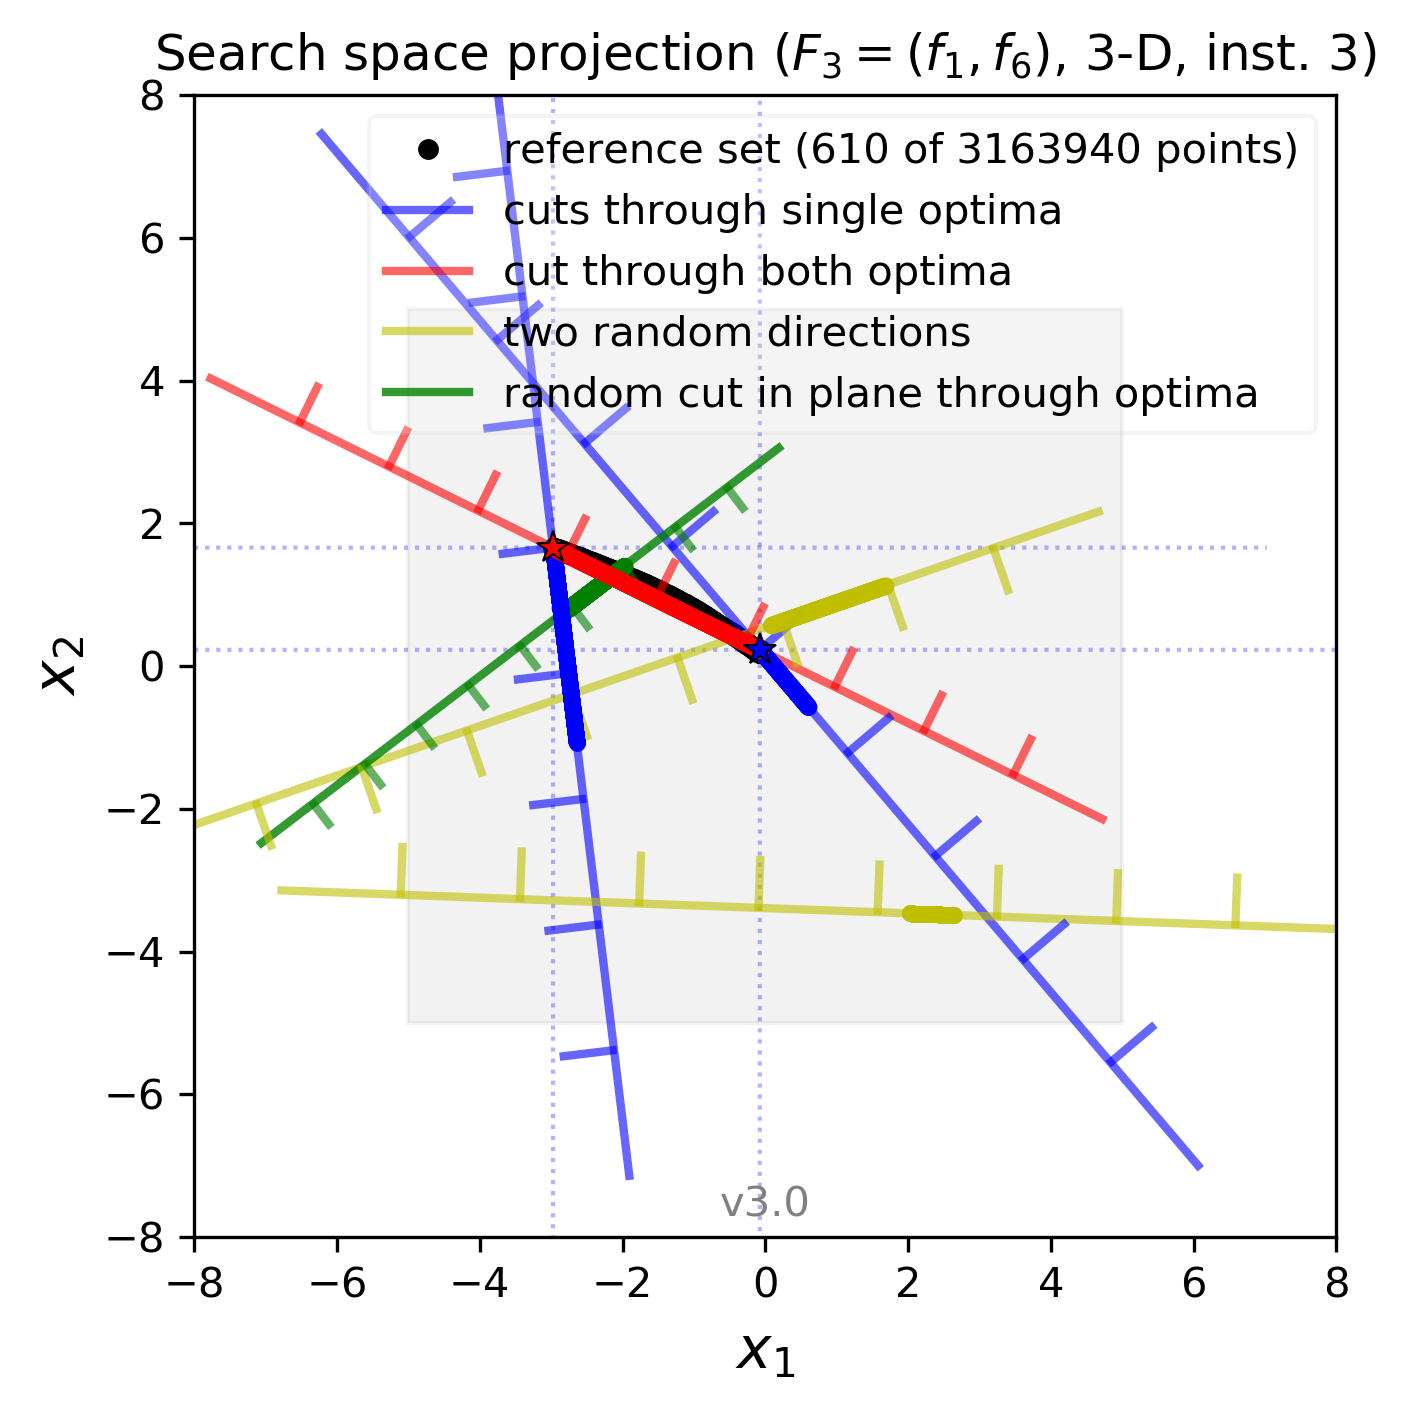 Search space projection (F₃ = (f₁, f₆), 3-D, inst. 3)
reference set (610 of 3163940 points)
cuts through single optima
cut through both optima
two random directions
random cut in plane through optima
8
6
4
2
0
−2
−4
−6
−8
x₂
v3.0
−8 −6 −4 −2 0 2 4 6 8
x₁